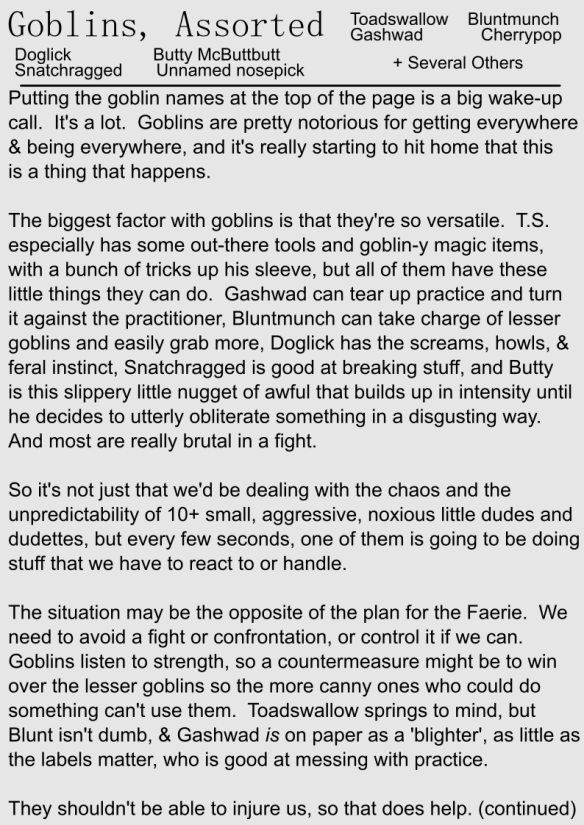 Goblins, Assorted
Toadswallow Bluntmunch
Gashwad Cherrypop
Doglick Butty McButtbutt
Snatchragged Unnamed nosepick
+ Several Others
Putting the goblin names at the top of the page is a big wake-up
call. It's a lot. Goblins are pretty notorious for getting everywhere
& being everywhere, and it's really starting to hit home that this
is a thing that happens.
The biggest factor with goblins is that they're so versatile. T.S.
especially has some out-there tools and goblin-y magic items,
with a bunch of tricks up his sleeve, but all of them have these
little things they can do. Gashwad can tear up practice and turn
it against the practitioner, Bluntmunch can take charge of lesser
goblins and easily grab more, Doglick has the screams, howls, &
feral instinct, Snatchragged is good at breaking stuff, and Butty
is this slippery little nugget of awful that builds up in intensity until
he decides to utterly obliterate something in a disgusting way.
And most are really brutal in a fight.
So it's not just that we'd be dealing with the chaos and the
unpredictability of 10+ small, aggressive, noxious little dudes and
dudettes, but every few seconds, one of them is going to be doing
stuff that we have to react to or handle.
The situation may be the opposite of the plan for the Faerie. We
need to avoid a fight or confrontation, or control it if we can.
Goblins listen to strength, so a countermeasure might be to win
over the lesser goblins so the more canny ones who could do
something can't use them. Toadswallow springs to mind, but
Blunt isn't dumb, & Gashwad is on paper as a 'blighter', as little as
the labels matter, who is good at messing with practice.
They shouldn't be able to injure us, so that does help. (continued)